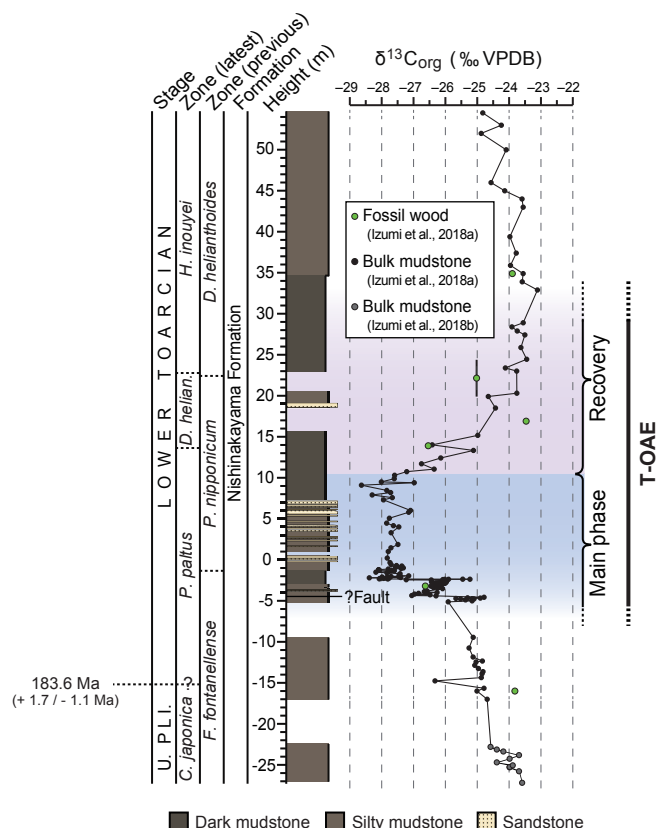 Stage
Zone (latest)
Zone (previous)
Formation
Height (m)
δ13Corg (‰ VPDB)
−29 −28 −27 −26 −25 −24 −23 −22
50
45
40
35
30
25
20
15
10
5
0
-5
-10
-15
-20
-25
LOWER TOARCIAN
U. PLI.
H. inouyei
D. helian.
P. paltus
C. japonica ?
D. helianthoides
P. nipponicum
F. fontanellense
Nishinakayama Formation
Fossil wood
(Izumi et al., 2018a)
Bulk mudstone
(Izumi et al., 2018a)
Bulk mudstone
(Izumi et al., 2018b)
Recovery
Main phase
T-OAE
?Fault
183.6 Ma
(+ 1.7 / - 1.1 Ma)
Dark mudstone Silty mudstone Sandstone